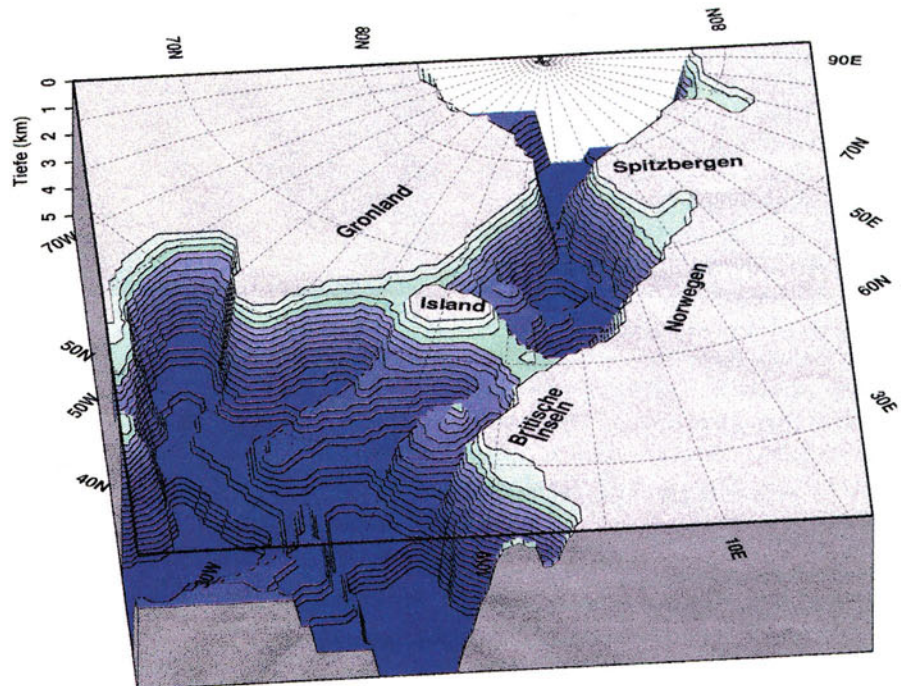 70N
80N
80N
90E
0
1
2
3
4
5
Tiefe (km)
70W
Gronland
Spitzbergen
70N
50E
60N
Island
Norwegen
50N
50W
40N
Britische
Inseln
30E
30W
10E